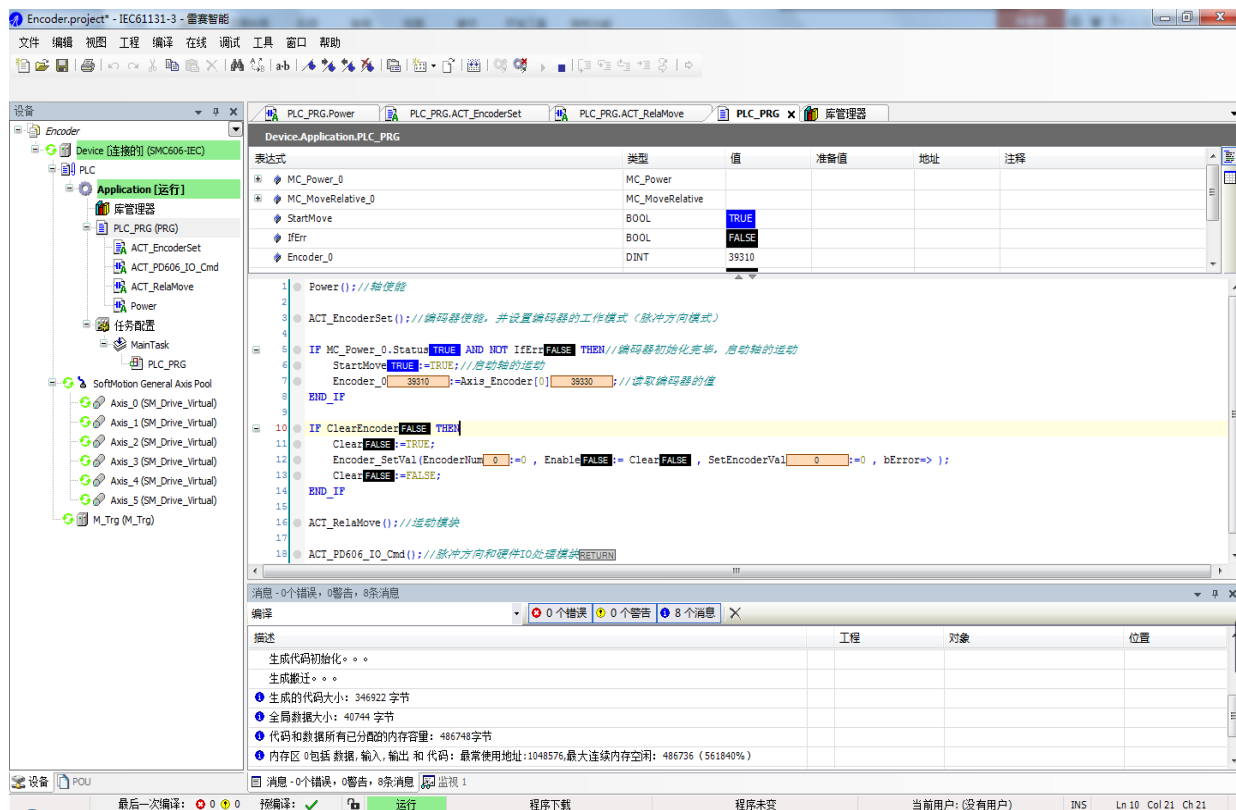 Encoder.project* - IEC61131-3 - 雷赛智能
文件 编辑 视图 工程 编译 在线 调试 工具 窗口 帮助
设备
Encoder
Device [连接的] (SMC606-IEC)
PLC
Application [运行]
库管理器
PLC_PRG (PRG)
ACT_EncoderSet
ACT_PD606_IO_Cmd
ACT_RelaMove
Power
任务配置
MainTask
PLC_PRG
SoftMotion General Axis Pool
Axis_0 (SM_Drive_Virtual)
Axis_1 (SM_Drive_Virtual)
Axis_2 (SM_Drive_Virtual)
Axis_3 (SM_Drive_Virtual)
Axis_4 (SM_Drive_Virtual)
Axis_5 (SM_Drive_Virtual)
M_Trg (M_Trg)
设备 POU
PLC_PRG.Power PLC_PRG.ACT_EncoderSet PLC_PRG.ACT_RelaMove PLC_PRG 库管理器
Device.Application.PLC_PRG
表达式 类型 值 准备值 地址 注释
MC_Power_0 MC_Power
MC_MoveRelative_0 MC_MoveRelative
StartMove BOOL TRUE
IfErr BOOL FALSE
Encoder_0 DINT 39310
1 Power();//轴使能
2
3 ACT_EncoderSet();//编码器使能，并设置编码器的工作模式（脉冲方向模式）
4
5 IF MC_Power_0.Status TRUE AND NOT IfErr FALSE THEN//编码器初始化完毕，启动轴的运动
6 StartMove TRUE :=TRUE;//启动轴的运动
7 Encoder_0 39310 :=Axis_Encoder[0] 39330 ;//读取编码器的值
8 END_IF
9
10 IF ClearEncoder FALSE THEN
11 Clear FALSE :=TRUE;
12 Encoder_SetVal(EncoderNum 0 :=0 , Enable FALSE := Clear FALSE , SetEncoderVal 0 :=0 , bError=> );
13 Clear FALSE :=FALSE;
14 END_IF
15
16 ACT_RelaMove();//运动模块
17
18 ACT_PD606_IO_Cmd();//脉冲方向和硬件IO处理模块 RETURN
消息 - 0个错误，0警告，8条消息
编译 0 个错误 0 个警告 8 个消息
描述 工程 对象 位置
生成代码初始化。。。
生成搬迁。。。
生成的代码大小: 346922 字节
全局数据大小: 40744 字节
代码和数据所有已分配的内存容量: 486748字节
内存区 0包括 数据, 输入, 输出 和 代码: 最常使用地址:1048576,最大连续内存空闲: 486736 (561840%)
消息 - 0个错误，0警告，8条消息 监视 1
最后一次编译: 0 0 预编译: 运行 程序下载 程序未变 当前用户: (没有用户) INS Ln 10 Col 21 Ch 21